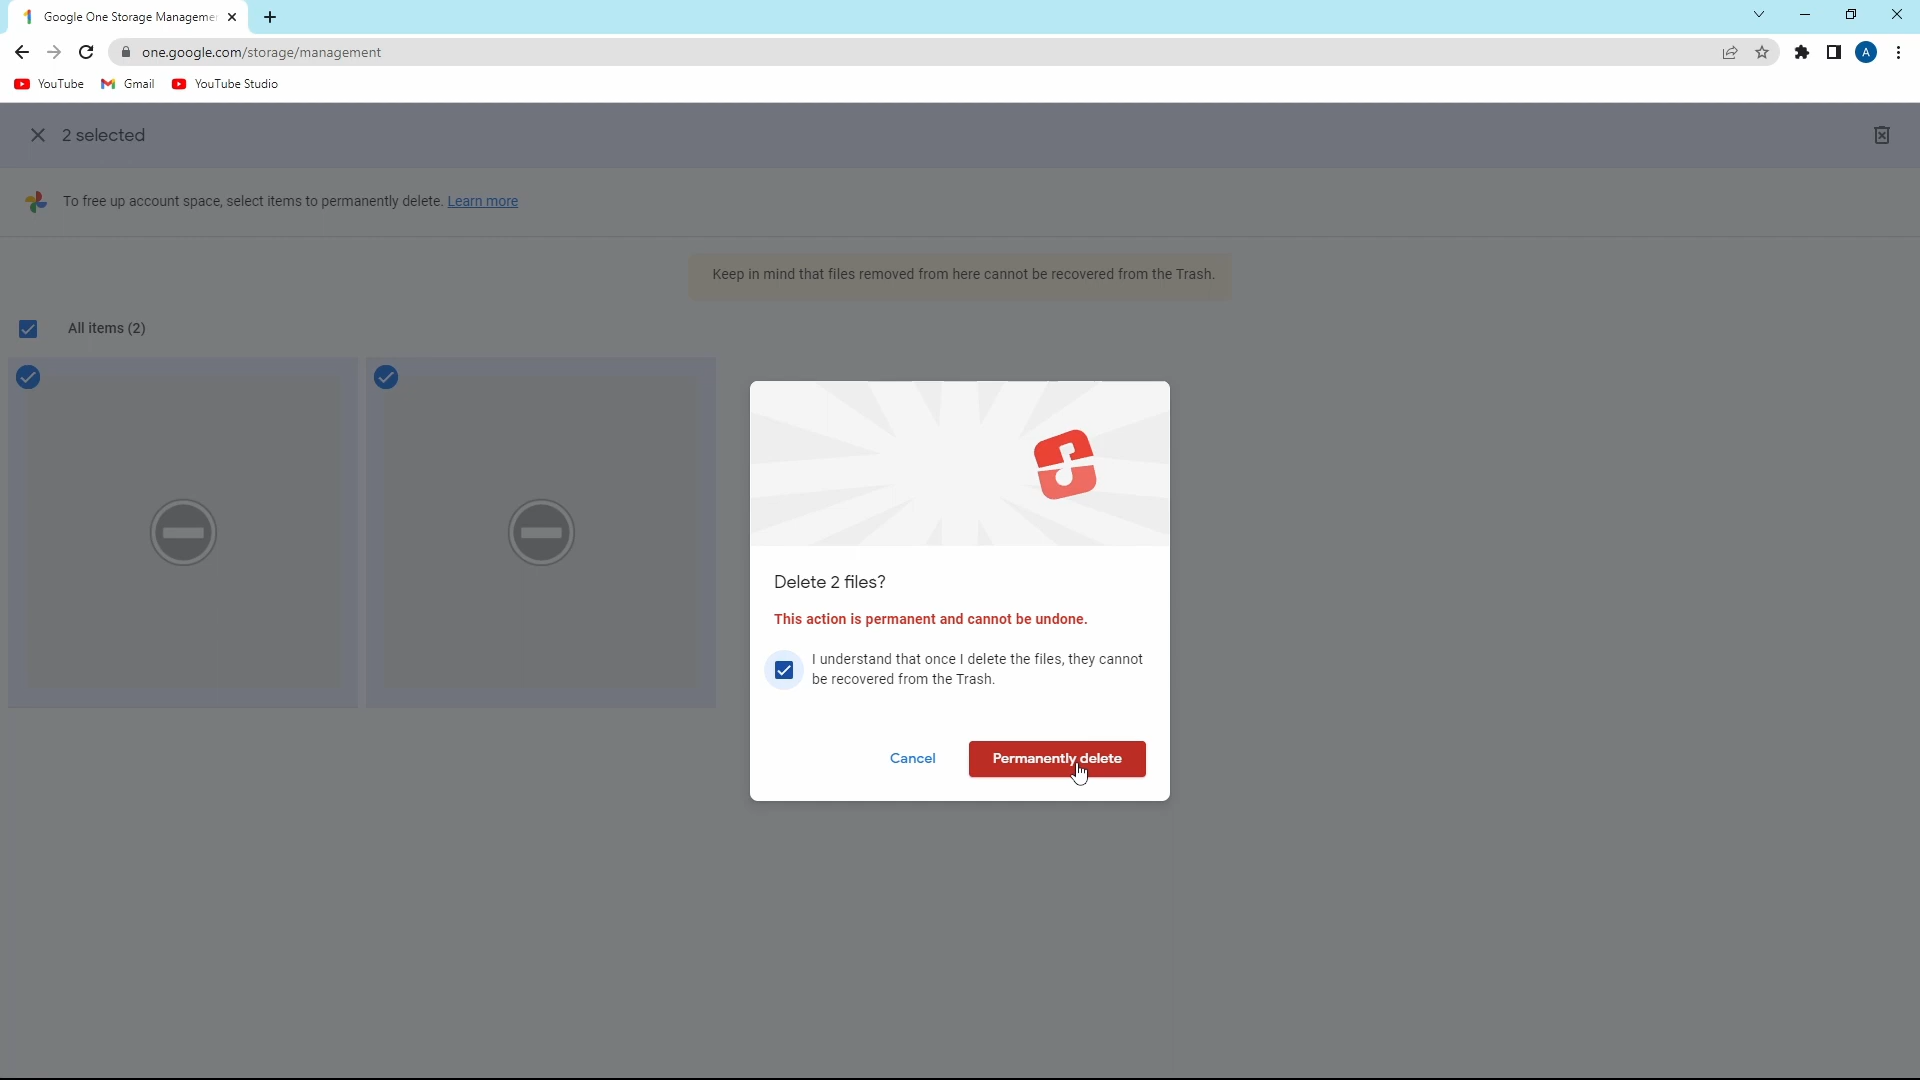 Google One Storage Managemen
one.google.com/storage/management
A
YouTube
Gmail
YouTube Studio
2 selected
To free up account space, select items to permanently delete. Learn more
Keep in mind that files removed from here cannot be recovered from the Trash.
All items (2)
Delete 2 files?
This action is permanent and cannot be undone.
I understand that once I delete the files, they cannot
be recovered from the Trash.
Cancel
Permanently delete